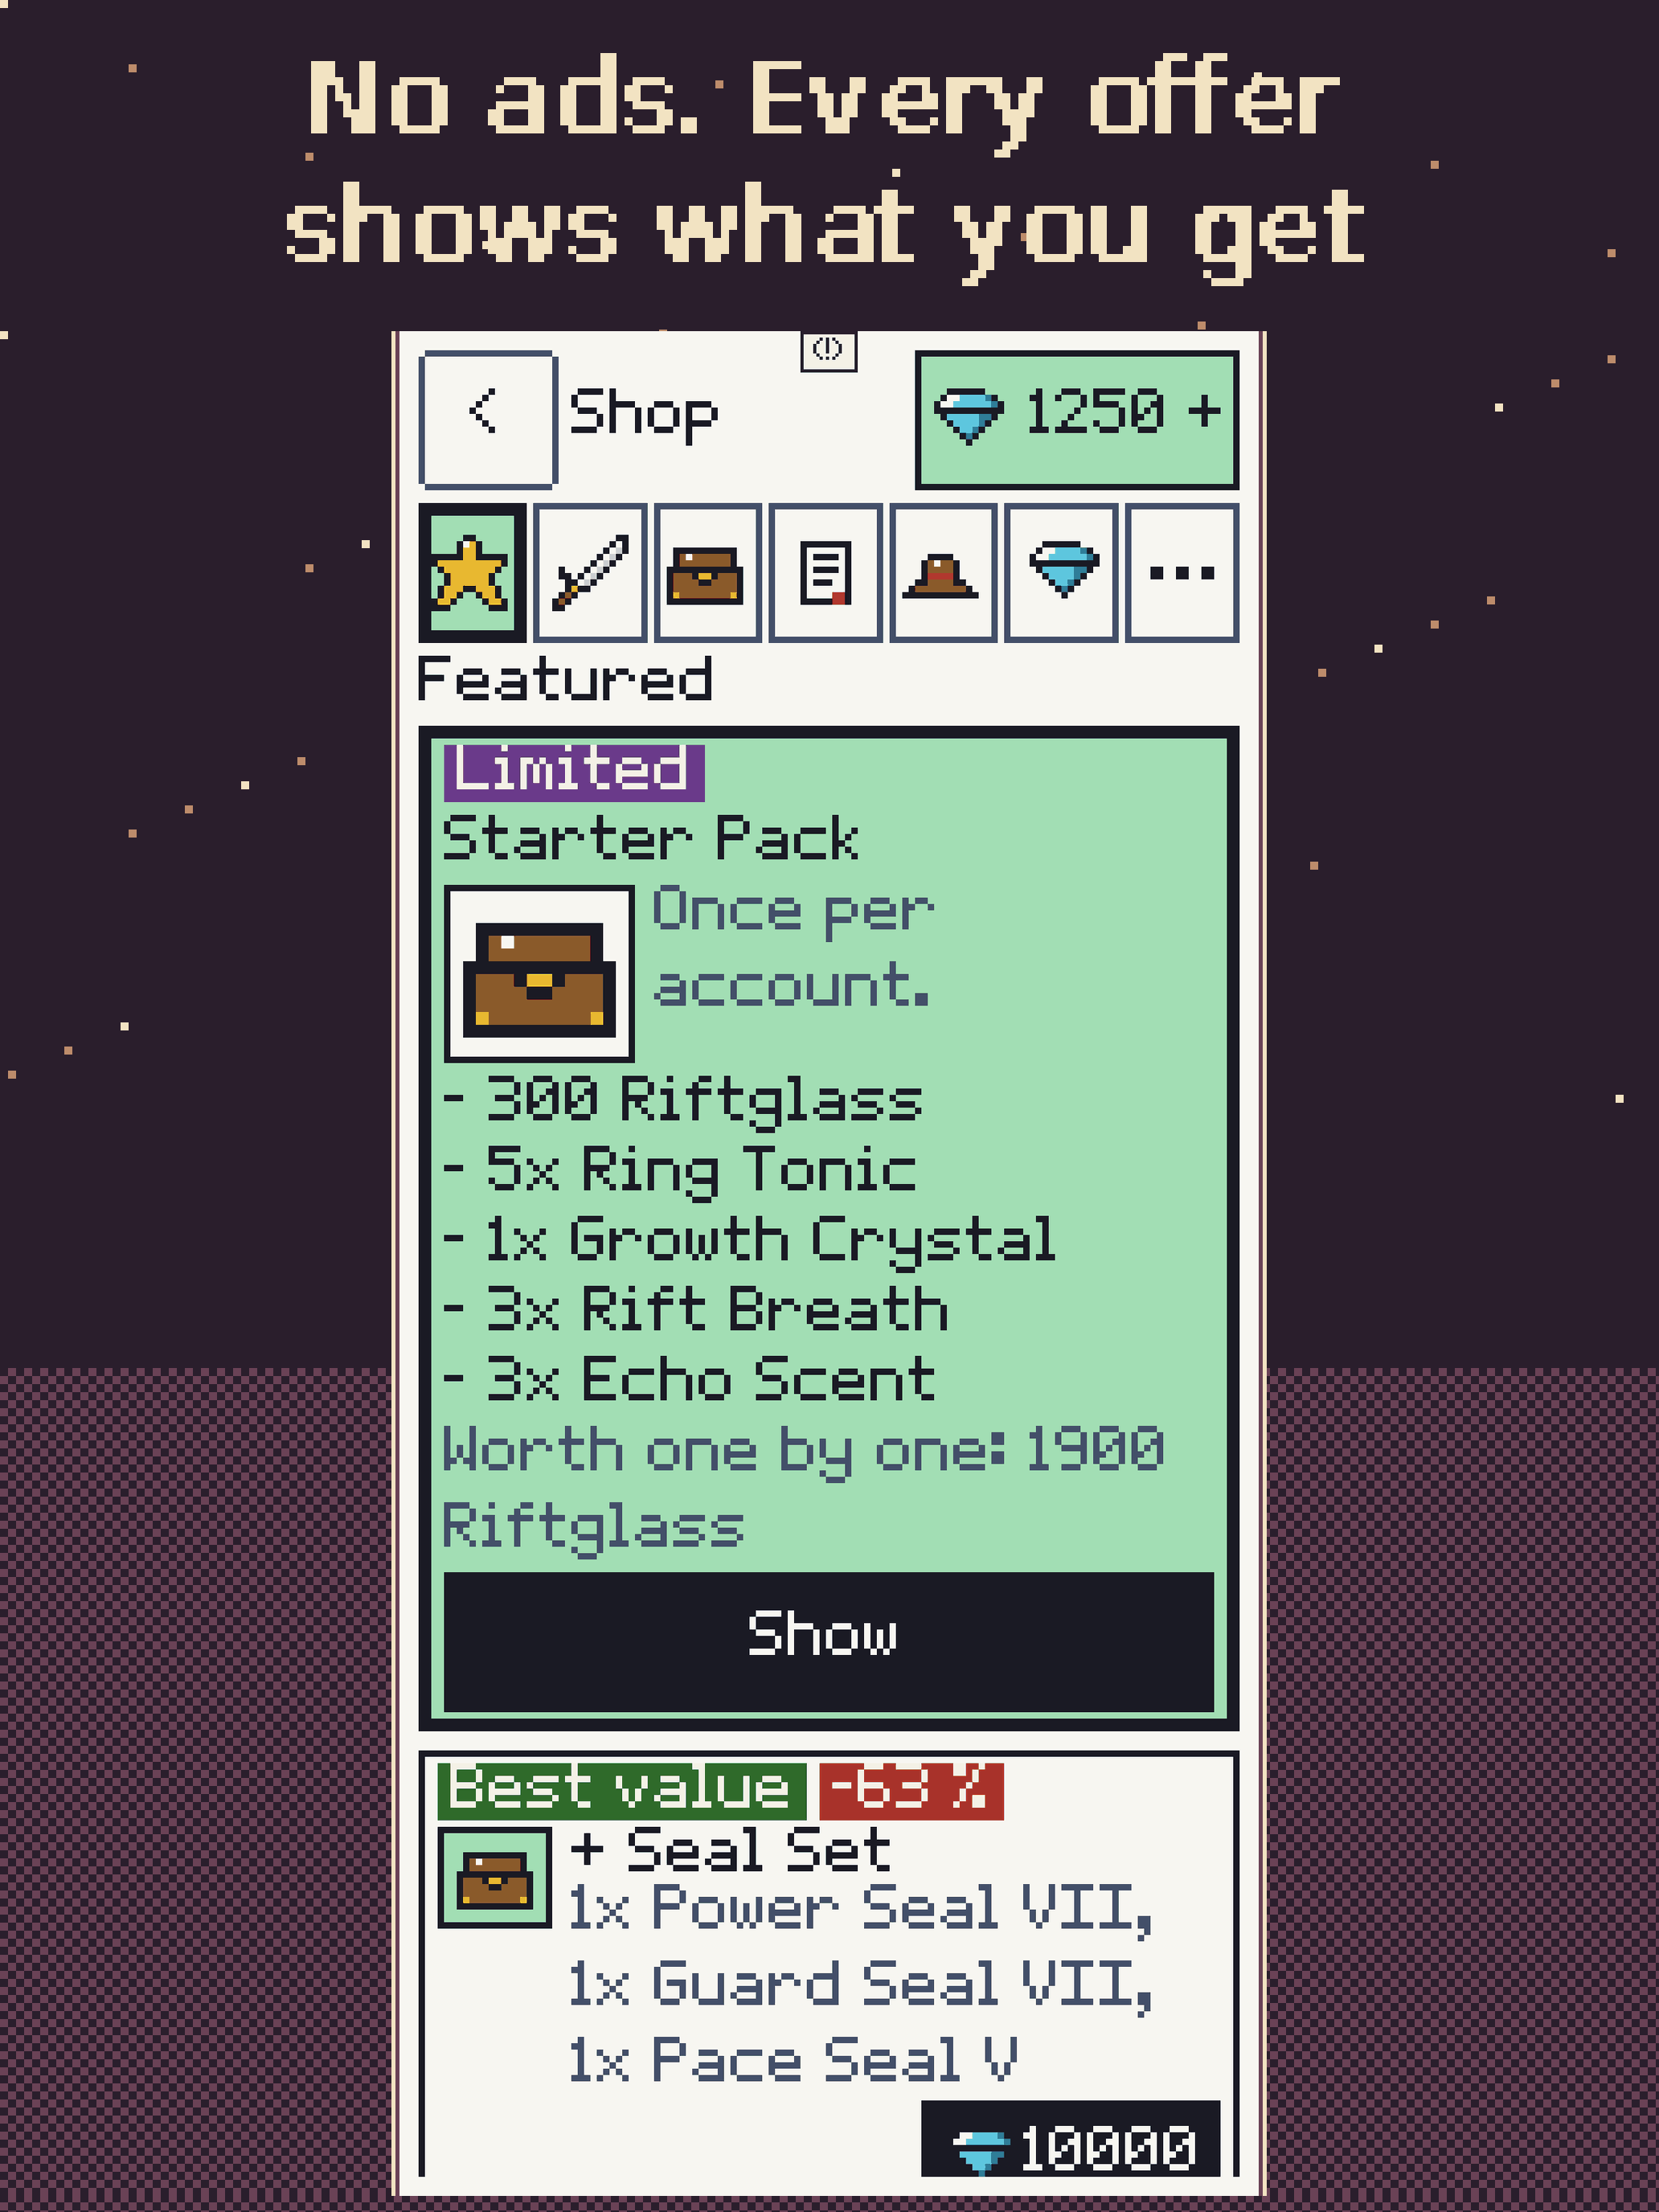 No ads. Every offer
shows what you get
< Shop
1250 +
...
Featured
Limited
Starter Pack
Once per
account.
- 300 Riftglass
- 5x Ring Tonic
- 1x Growth Crystal
- 3x Rift Breath
- 3x Echo Scent
Worth one by one: 1900
Riftglass
Show
Best value -63 %
+ Seal Set
1x Power Seal VII,
1x Guard Seal VII,
1x Pace Seal V
10000